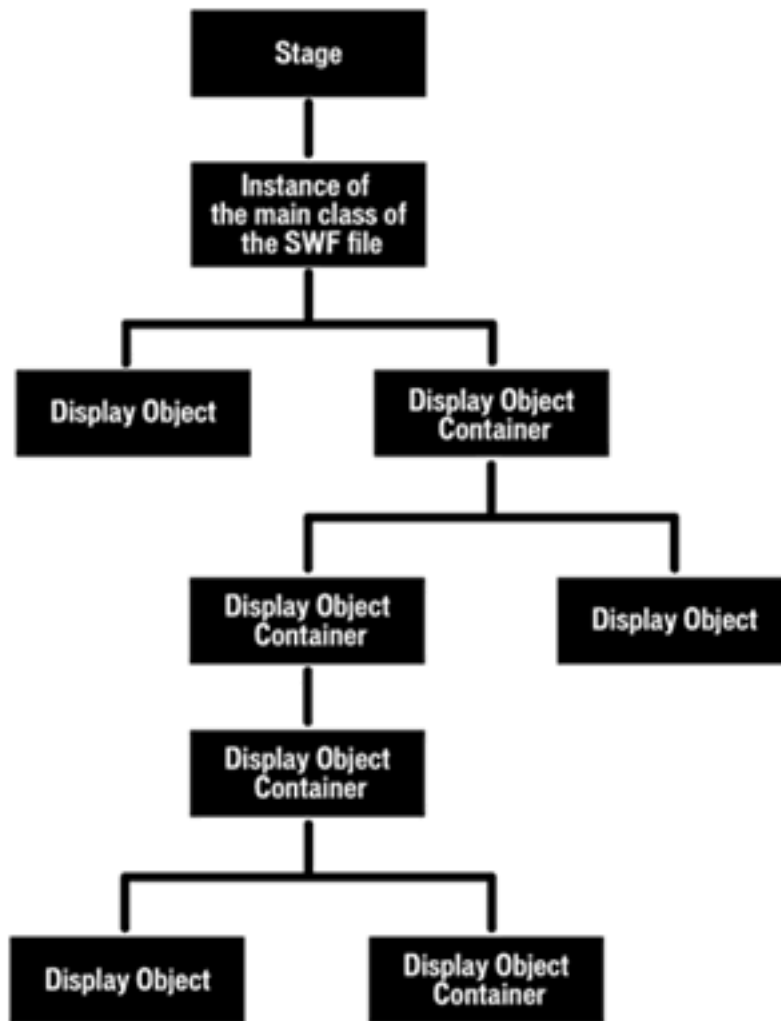 Stage
Instance of
the main class of
the SWF file
Display Object
Display Object
Container
Display Object
Container
Display Object
Display Object
Container
Display Object
Display Object
Container